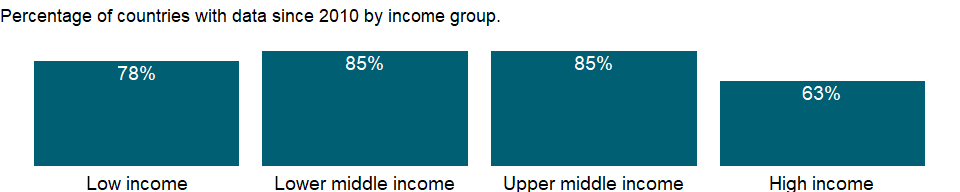 Percentage of countries with data since 2010 by income group.
78%
85%
85%
63%
Low income
Lower middle income
Upper middle income
High income